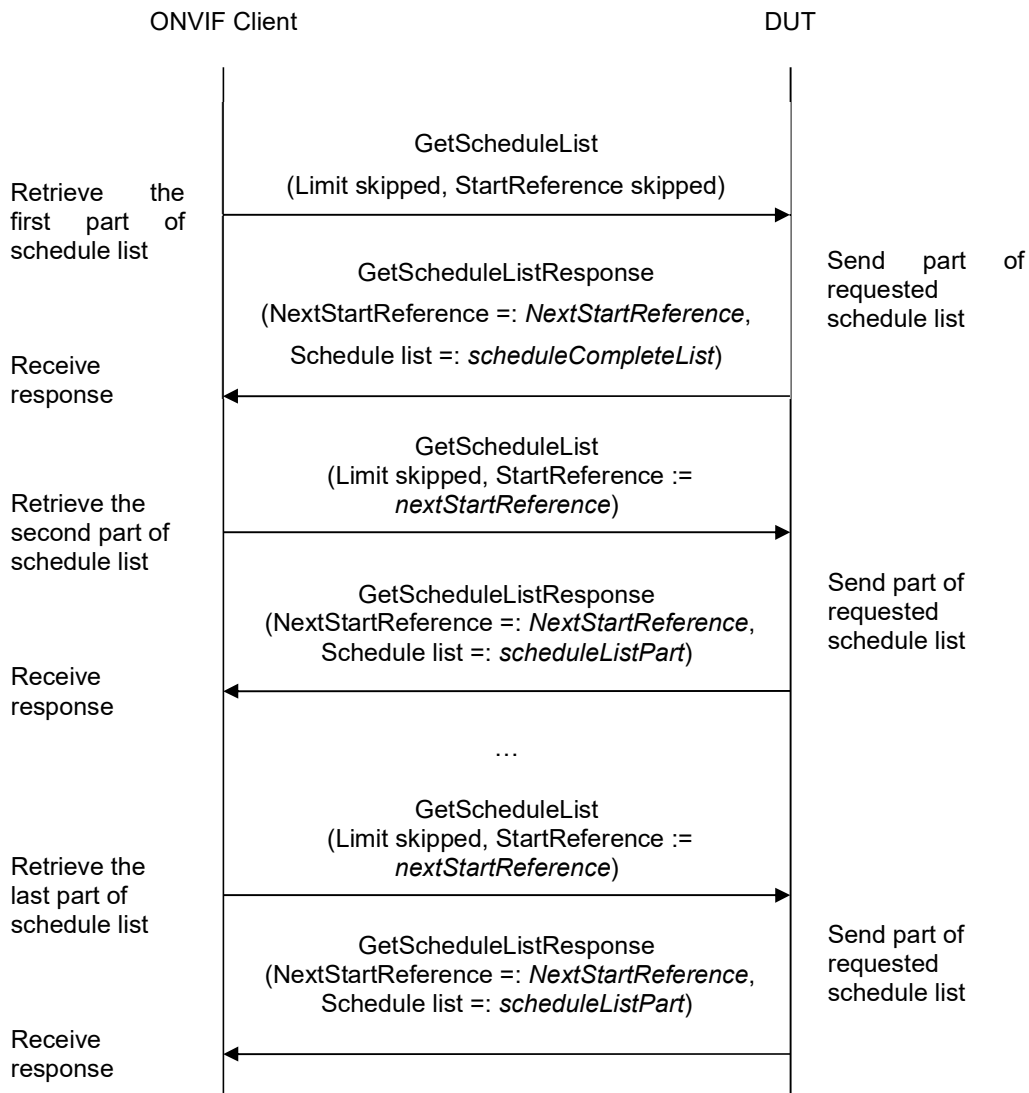 ONVIF Client
DUT
GetScheduleList
(Limit skipped, StartReference skipped)
Retrieve the
first part of
schedule list
GetScheduleListResponse
(NextStartReference =: NextStartReference,
Schedule list =: scheduleCompleteList)
Send part of
requested
schedule list
Receive
response
GetScheduleList
(Limit skipped, StartReference :=
nextStartReference)
Retrieve the
second part of
schedule list
GetScheduleListResponse
(NextStartReference =: NextStartReference,
Schedule list =: scheduleListPart)
Send part of
requested
schedule list
Receive
response
…
GetScheduleList
(Limit skipped, StartReference :=
nextStartReference)
Retrieve the
last part of
schedule list
GetScheduleListResponse
(NextStartReference =: NextStartReference,
Schedule list =: scheduleListPart)
Send part of
requested
schedule list
Receive
response